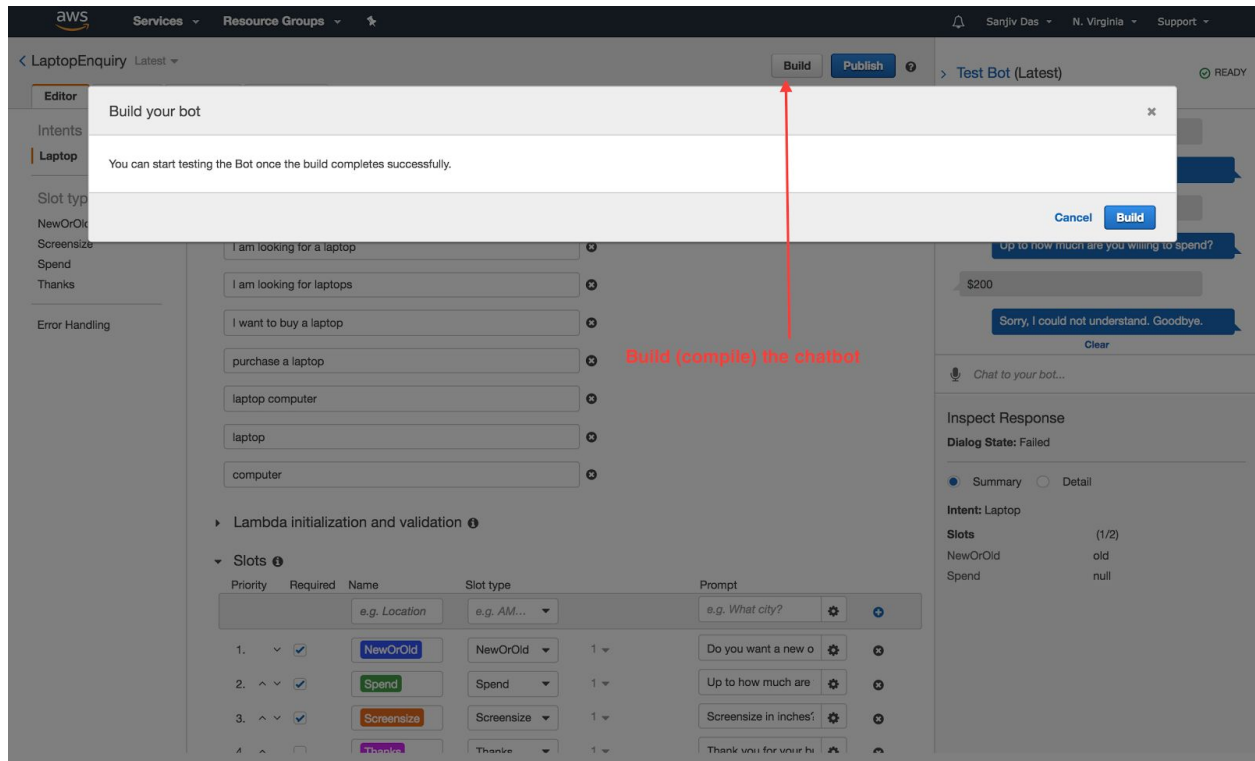 aws Services Resource Groups Sanjiv Das N. Virginia Support
LaptopEnquiry Latest
Build Publish
Test Bot (Latest) READY
Editor
Build your bot
You can start testing the Bot once the build completes successfully.
Cancel Build
Intents
Laptop
Slot typ
NewOrOld
Screensize
Spend
Thanks
Error Handling
I am looking for a laptop
I am looking for laptops
I want to buy a laptop
purchase a laptop
laptop computer
laptop
computer
Build (compile) the chatbot
Lambda initialization and validation
Slots
Priority Required Name Slot type Prompt
e.g. Location e.g. AM... e.g. What city?
1. NewOrOld NewOrOld 1 Do you want a new o
2. Spend Spend 1 Up to how much are
3. Screensize Screensize 1 Screensize in inches?
4. Thanks Thanks 1 Thank you for your bu
Up to how much are you willing to spend?
$200
Sorry, I could not understand. Goodbye.
Clear
Chat to your bot...
Inspect Response
Dialog State: Failed
Summary Detail
Intent: Laptop
Slots (1/2)
NewOrOld old
Spend null